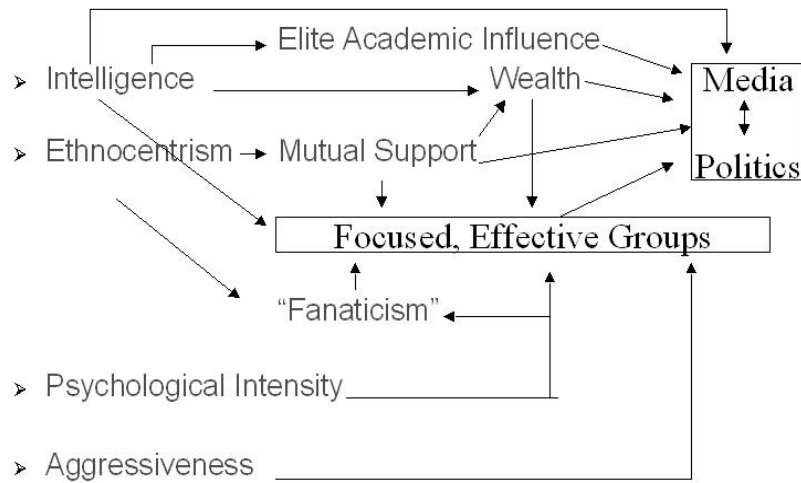 Elite Academic Influence
Intelligence Wealth Media
Ethnocentrism Mutual Support Politics
Focused, Effective Groups
“Fanaticism”
Psychological Intensity
Aggressiveness